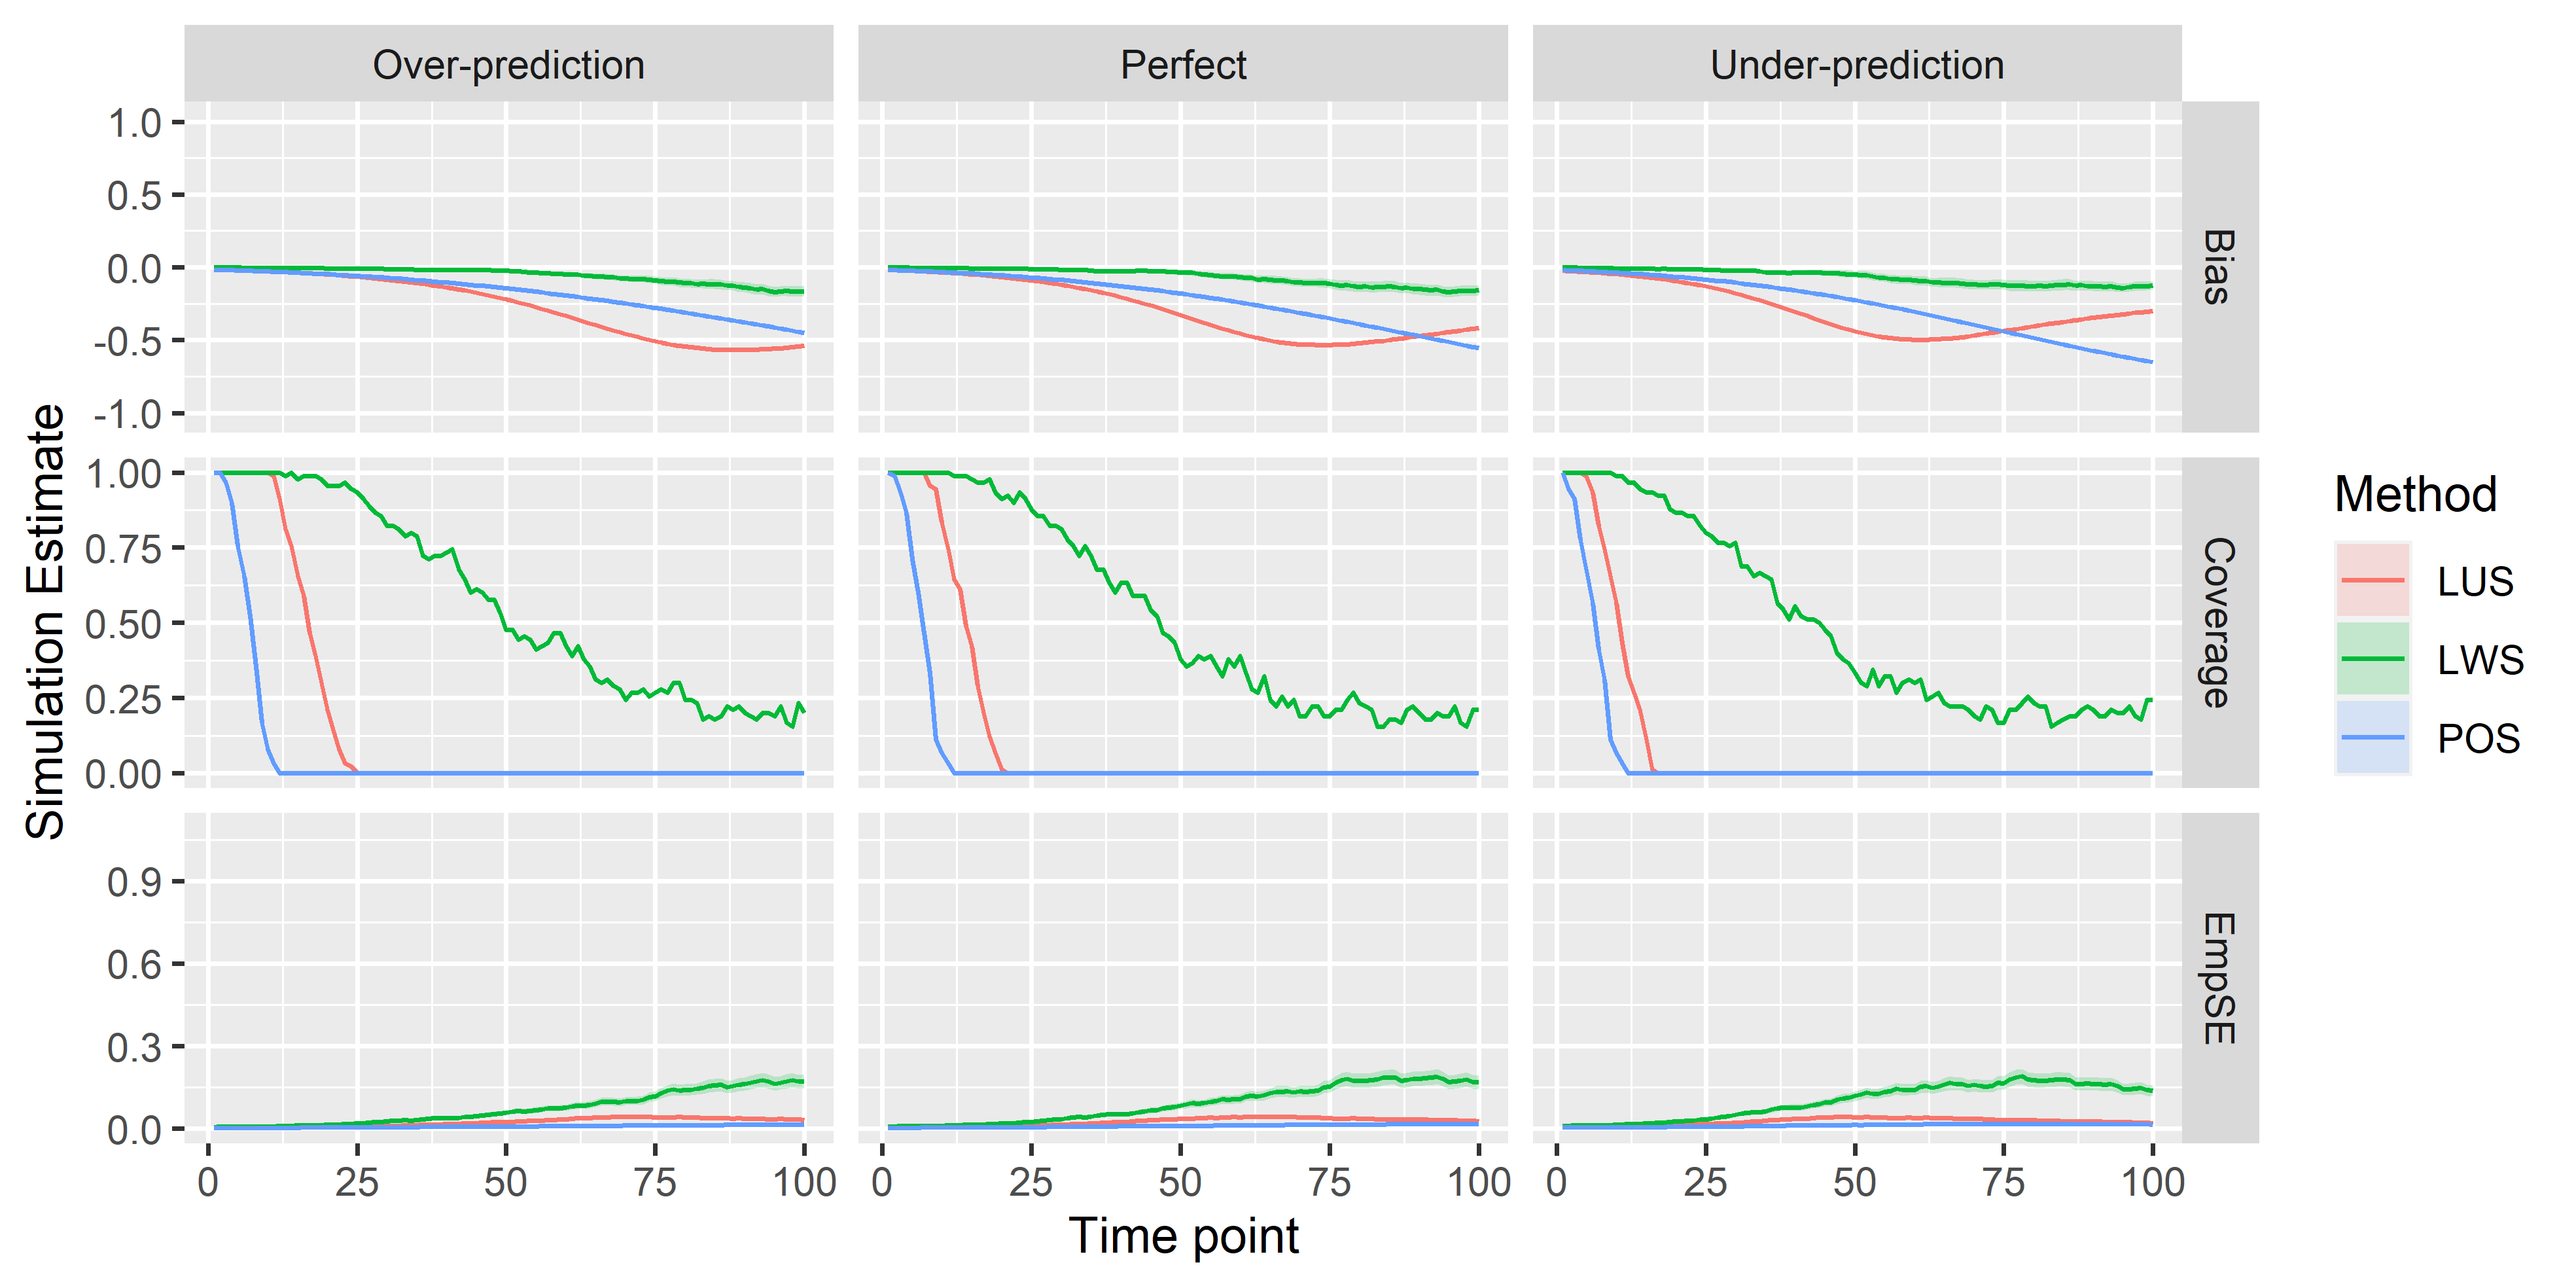 Over-prediction
Perfect
Under-prediction
Simulation Estimate
1.0
0.5
0.0
-0.5
-1.0
Bias
1.00
0.75
0.50
0.25
0.00
Coverage
0.9
0.6
0.3
0.0
EmpSE
0 25 50 75 100
0 25 50 75 100
0 25 50 75 100
Time point
Method
LUS
LWS
POS